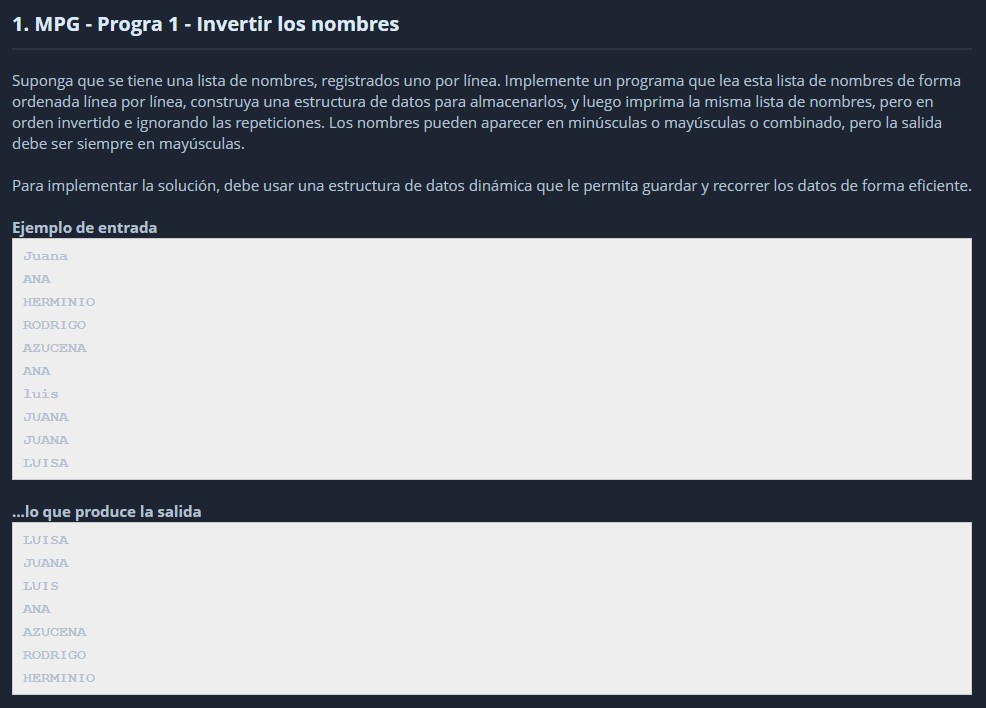 1. MPG - Progra 1 - Invertir los nombres
Suponga que se tiene una lista de nombres, registrados uno por línea. Implemente un programa que lea esta lista de nombres de forma
ordenada línea por línea, construya una estructura de datos para almacenarlos, y luego imprima la misma lista de nombres, pero en
orden invertido e ignorando las repeticiones. Los nombres pueden aparecer en minúsculas o mayúsculas o combinado, pero la salida
debe ser siempre en mayúsculas.
Para implementar la solución, debe usar una estructura de datos dinámica que le permita guardar y recorrer los datos de forma eficiente.
Ejemplo de entrada
Juana
ANA
HERMINIO
RODRIGO
AZUCENA
ANA
luis
JUANA
JUANA
LUISA
...lo que produce la salida
LUISA
JUANA
LUIS
ANA
AZUCENA
RODRIGO
HERMINIO